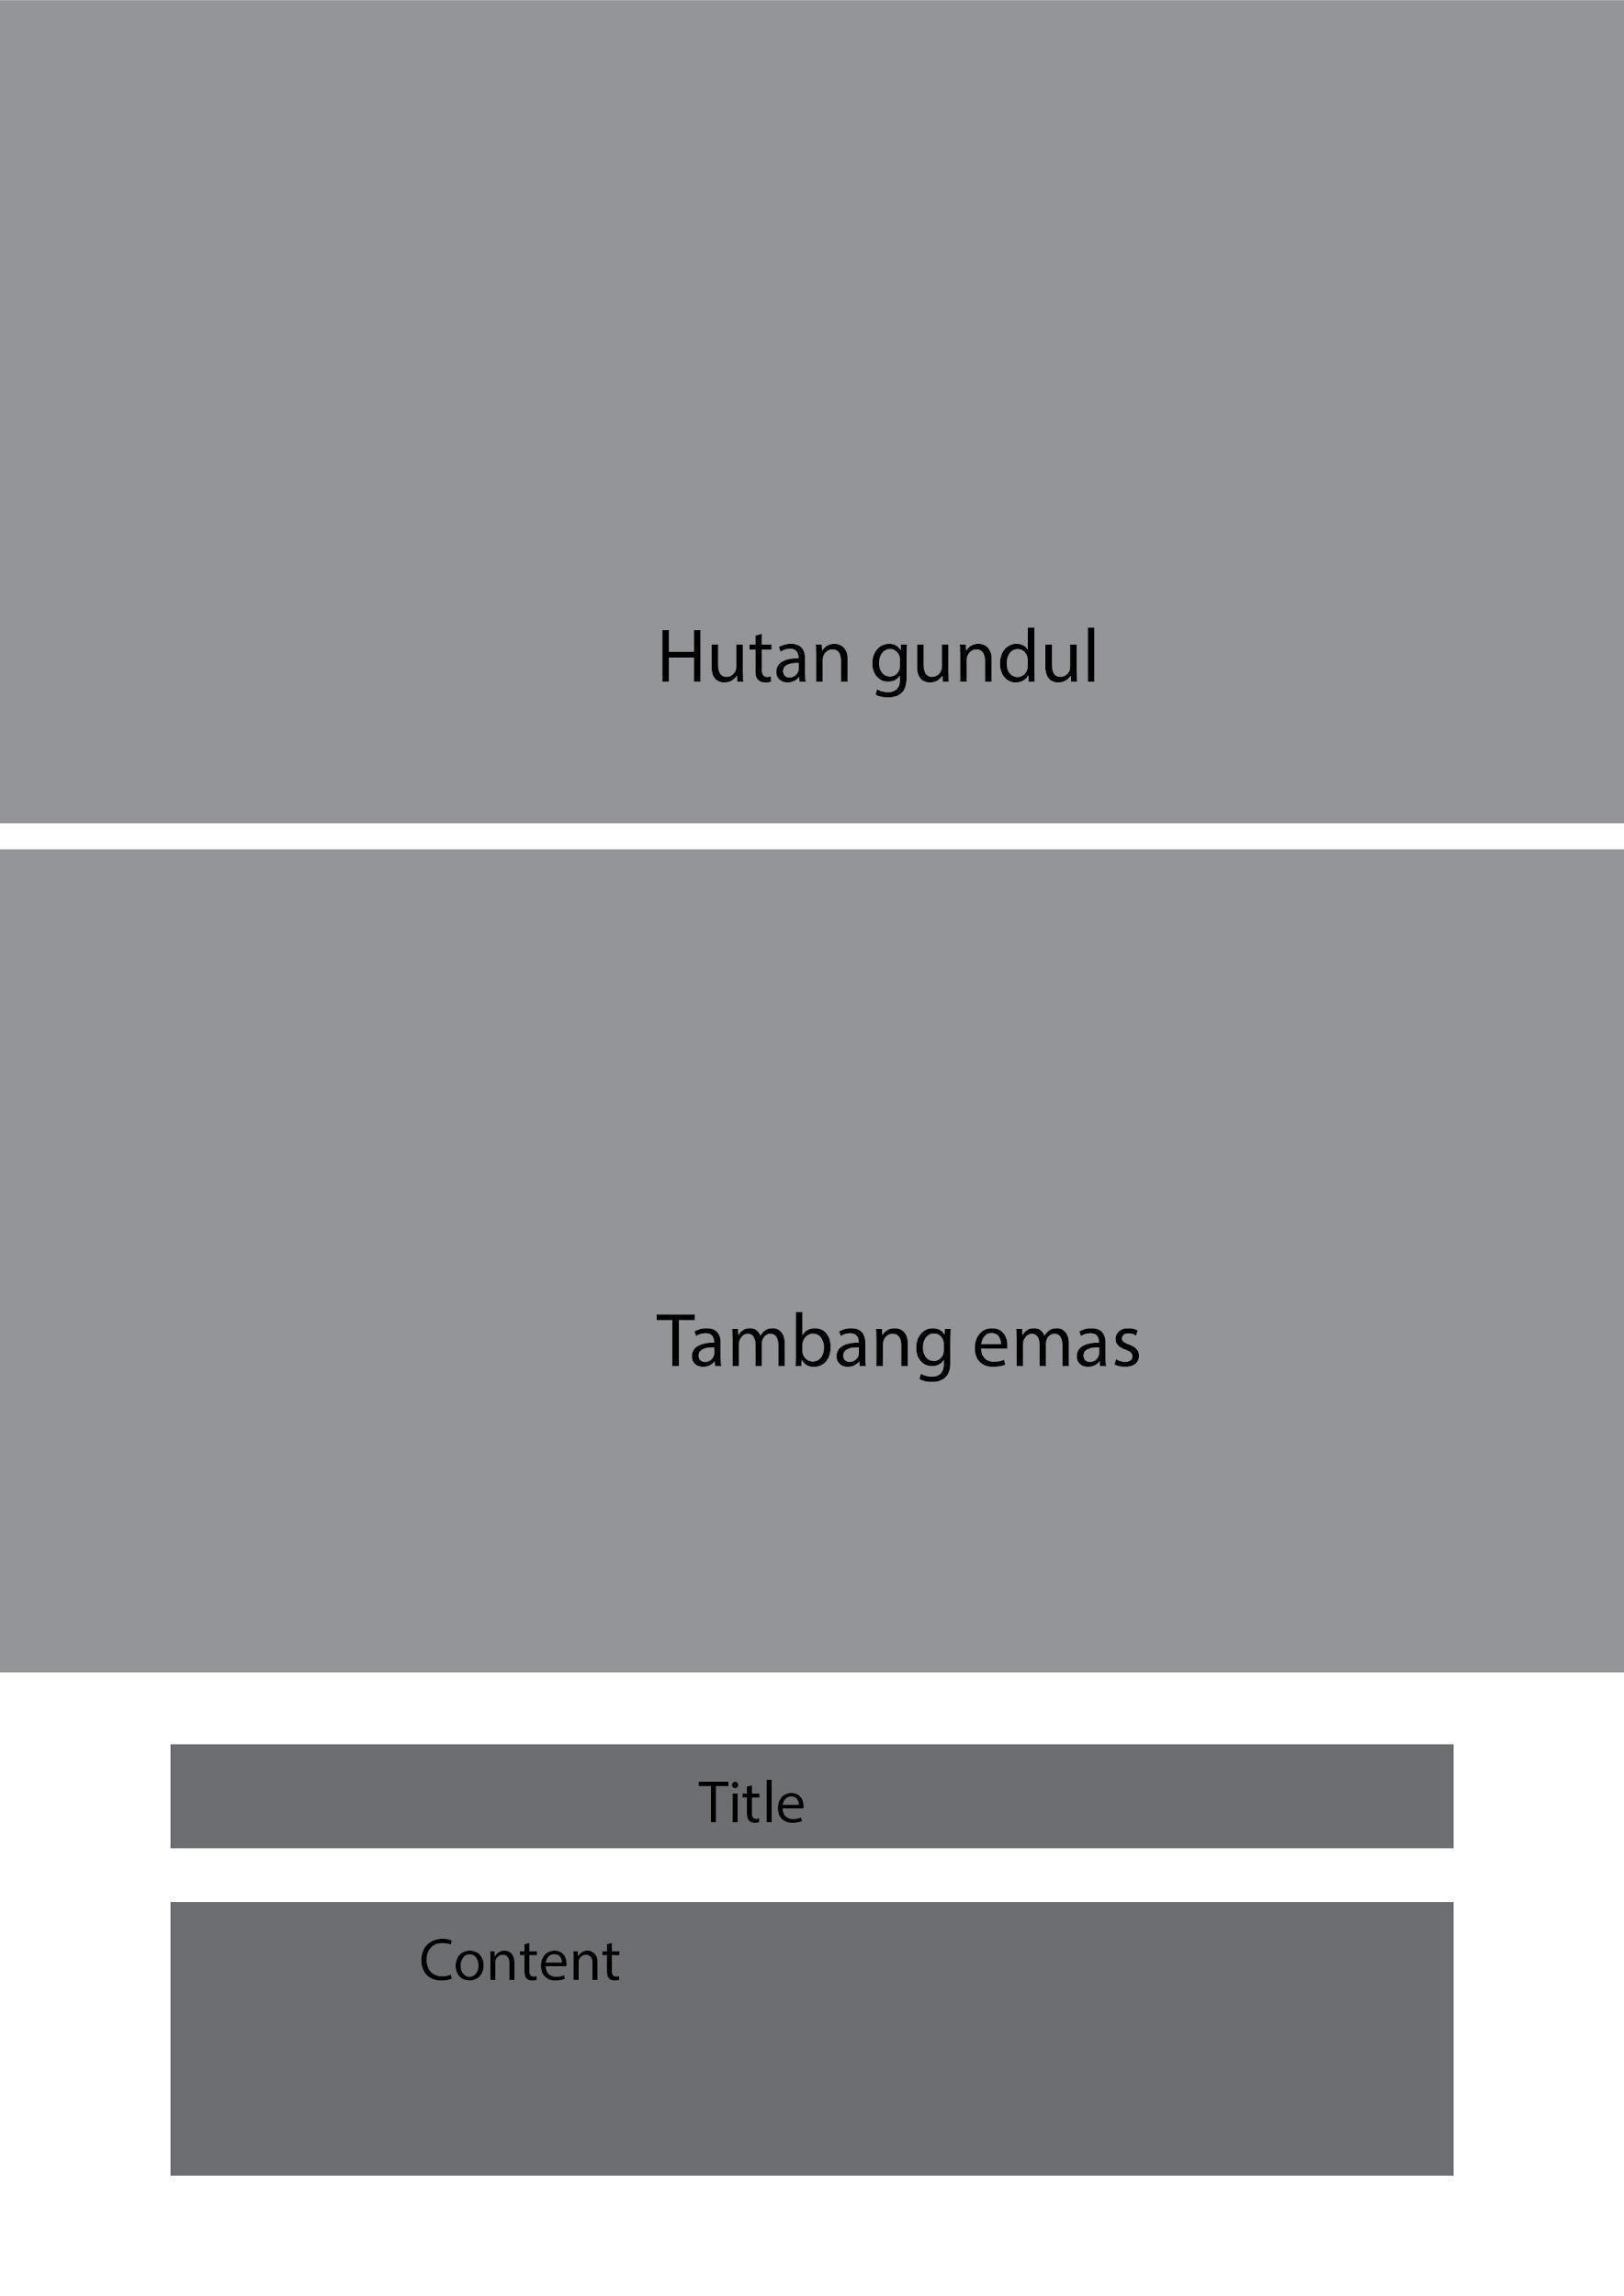 Hutan gundul
Tambang emas
Title
Content